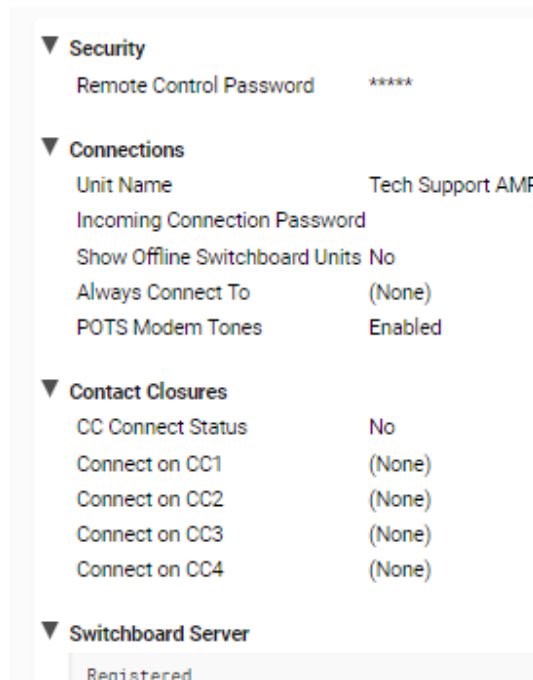 ▼ Security
Remote Control Password *****
▼ Connections
Unit Name Tech Support AMR
Incoming Connection Password
Show Offline Switchboard Units No
Always Connect To (None)
POTS Modem Tones Enabled
▼ Contact Closures
CC Connect Status No
Connect on CC1 (None)
Connect on CC2 (None)
Connect on CC3 (None)
Connect on CC4 (None)
▼ Switchboard Server
Registered